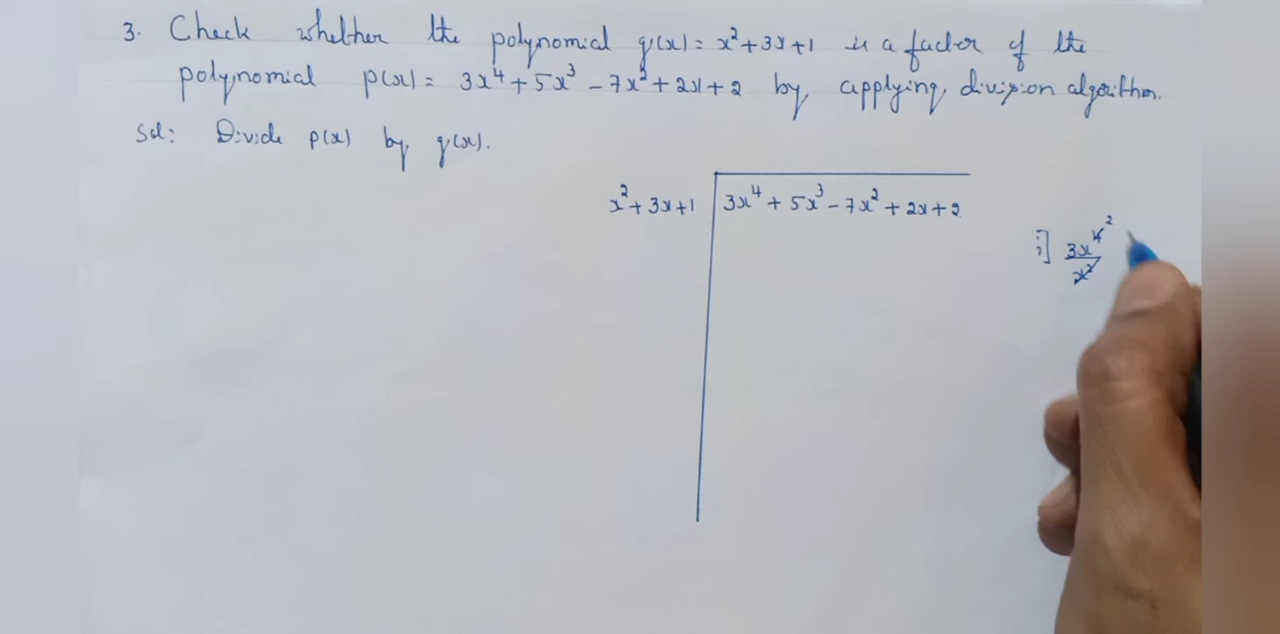 3. Check whether the polynomial g(x) = x² + 3x + 1 is a factor of the
polynomial p(x) = 3x⁴ + 5x³ - 7x² + 2x + 2 by applying division algorithm.
Sol: Divide p(x) by g(x).
x² + 3x + 1 3x⁴ + 5x³ - 7x² + 2x + 2
i] 3x⁴ ²
x²